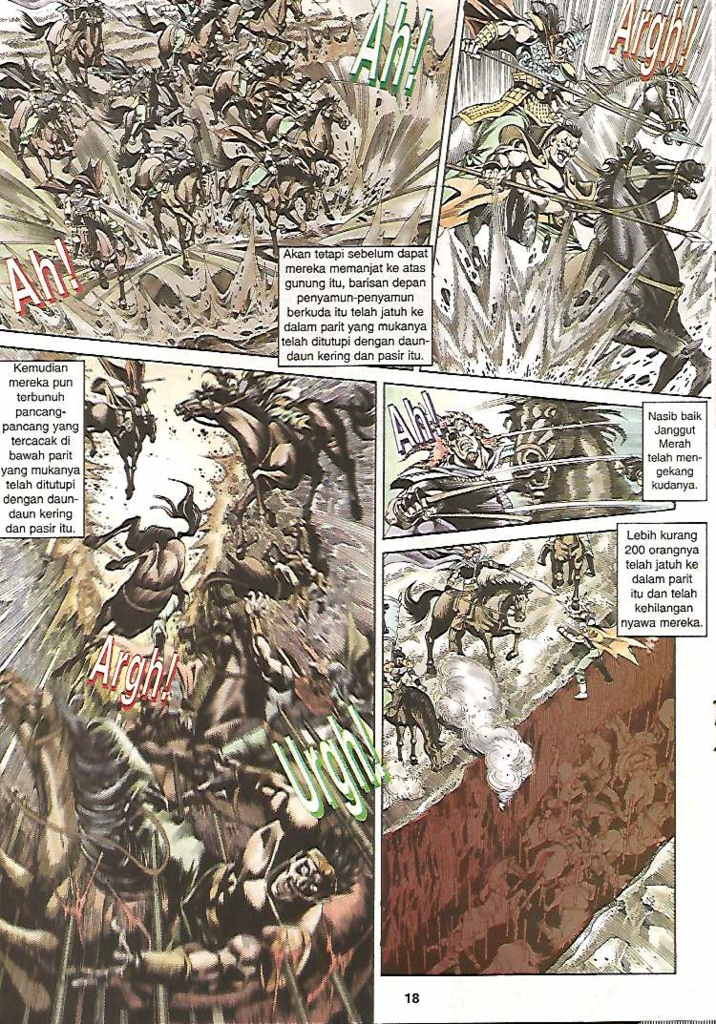 Ah!
Ah!
Akan tetapi sebelum dapat
mereka memanjat ke atas
gunung itu, barisan depan
penyamun-penyamun
berkuda itu telah jatuh ke
dalam parit yang mukanya
telah ditutupi dengan daun-
daun kering dan pasir itu.
Argh!
Kemudian
mereka pun
terbunuh
pancang-
pancang yang
tercacak di
bawah parit
yang mukanya
telah ditutupi
dengan daun-
daun kering
dan pasir itu.
Argh!
Urgh!
Ah!
Nasib baik
Janggut
Merah
telah men-
gekang
kudanya.
Lebih kurang
200 orangnya
telah jatuh ke
dalam parit
itu dan telah
kehilangan
nyawa mereka.
18